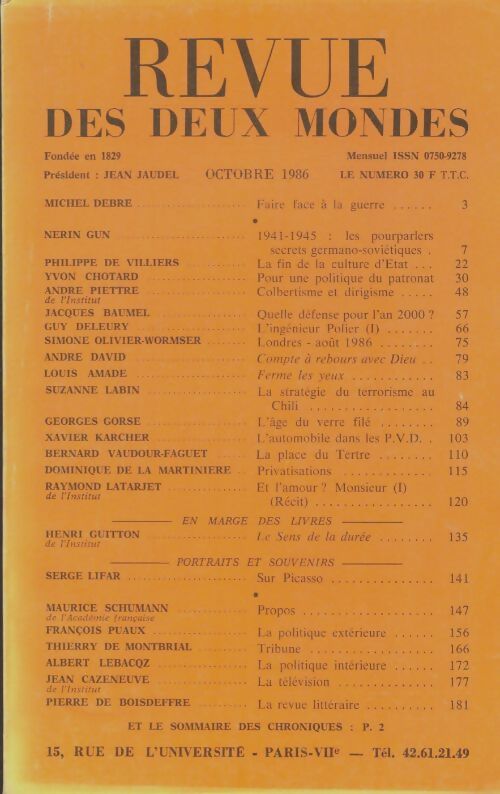 REVUE
DES DEUX MONDES
Fondée en 1829 Mensuel ISSN 0750-9278
Président : JEAN JAUDEL OCTOBRE 1986 LE NUMERO 30 F T.T.C.
MICHEL DEBRE .................. Faire face à la guerre ...... 3
•
NERIN GUN .................. 1941-1945 : les pourparlers
secrets germano-soviétiques . 7
PHILIPPE DE VILLIERS .......... La fin de la culture d'Etat ... 22
YVON CHOTARD .................. Pour une politique du patronat 30
ANDRE PIETTRE .................. Colbertisme et dirigisme ..... 48
de l'Institut
JACQUES BAUMEL .................. Quelle défense pour l'an 2000 ? 57
GUY DELEURY .................. L'ingénieur Polier (I) ....... 66
SIMONE OLIVIER-WORMSER ...... Londres - août 1986 ......... 75
ANDRE DAVID .................. Compte à rebours avec Dieu .. 79
LOUIS AMADE .................. Ferme les yeux ............ 83
SUZANNE LABIN .................. La stratégie du terrorisme au
Chili .................. 84
GEORGES GORSE .................. L'âge du verre filé ........ 89
XAVIER KARCHER .................. L'automobile dans les P.V.D. . 103
BERNARD VAUDOUR-FAGUET ..... La place du Tertre .......... 110
DOMINIQUE DE LA MARTINIERE .. Privatisations ............. 115
RAYMOND LATARJET ............ Et l'amour ? Monsieur (I)
de l'Institut
(Récit) .................. 120
EN MARGE DES LIVRES
HENRI GUITTON .................. Le Sens de la durée ........ 135
de l'Institut
PORTRAITS ET SOUVENIRS
SERGE LIFAR .................. Sur Picasso ............... 141
•
MAURICE SCHUMANN ............ Propos .................. 147
de l'Académie française
FRANÇOIS PUAUX .............. La politique extérieure ...... 156
THIERRY DE MONTBRIAL ........ Tribune .................. 166
ALBERT LEBACQZ .............. La politique intérieure ...... 172
JEAN CAZENEUVE .............. La télévision .............. 177
de l'Institut
PIERRE DE BOISDEFFRE ......... La revue littéraire .......... 181
ET LE SOMMAIRE DES CHRONIQUES : P. 2
15, RUE DE L'UNIVERSITÉ - PARIS-VIIe — Tél. 42.61.21.49